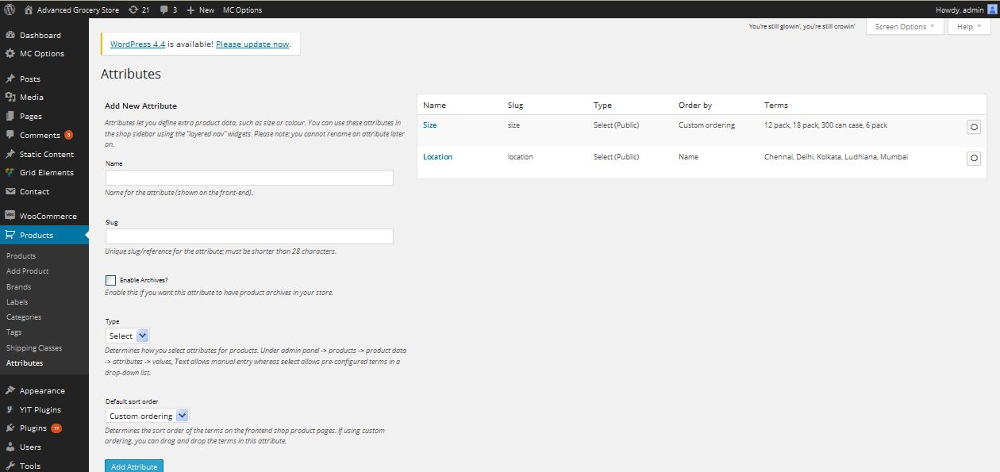 Advanced Grocery Store 21 3 New MC Options Howdy, admin
You're still glowin', you're still crowin' Screen Options Help
Dashboard
MC Options
Posts
Media
Pages
Comments 3
Static Content
Grid Elements
Contact
WooCommerce
Products
Products
Add Product
Brands
Labels
Categories
Tags
Shipping Classes
Attributes
Appearance
YIT Plugins
Plugins 17
Users
Tools
WordPress 4.4 is available! Please update now.
Attributes
Add New Attribute
Attributes let you define extra product data, such as size or colour. You can use these attributes in
the shop sidebar using the "layered nav" widgets. Please note: you cannot rename an attribute later
on.
Name
Name for the attribute (shown on the front-end).
Slug
Unique slug/reference for the attribute; must be shorter than 28 characters.
Enable Archives?
Enable this if you want this attribute to have product archives in your store.
Type
Select
Determines how you select attributes for products. Under admin panel -> products -> product data
-> attributes -> values, Text allows manual entry whereas select allows pre-configured terms in a
drop-down list.
Default sort order
Custom ordering
Determines the sort order of the terms on the frontend shop product pages. If using custom
ordering, you can drag and drop the terms in this attribute.
Add Attribute
Name Slug Type Order by Terms
Size size Select (Public) Custom ordering 12 pack, 18 pack, 300 can case, 6 pack
Location location Select (Public) Name Chennai, Delhi, Kolkata, Ludhiana, Mumbai